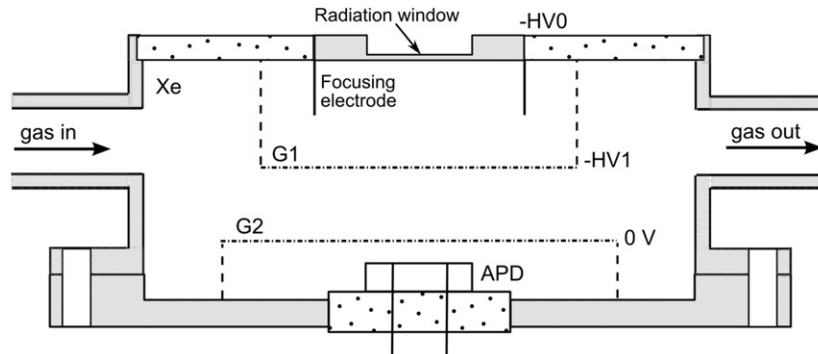 Radiation window
-HV0
Xe
Focusing
electrode
gas in
gas out
G1
-HV1
G2
0 V
APD